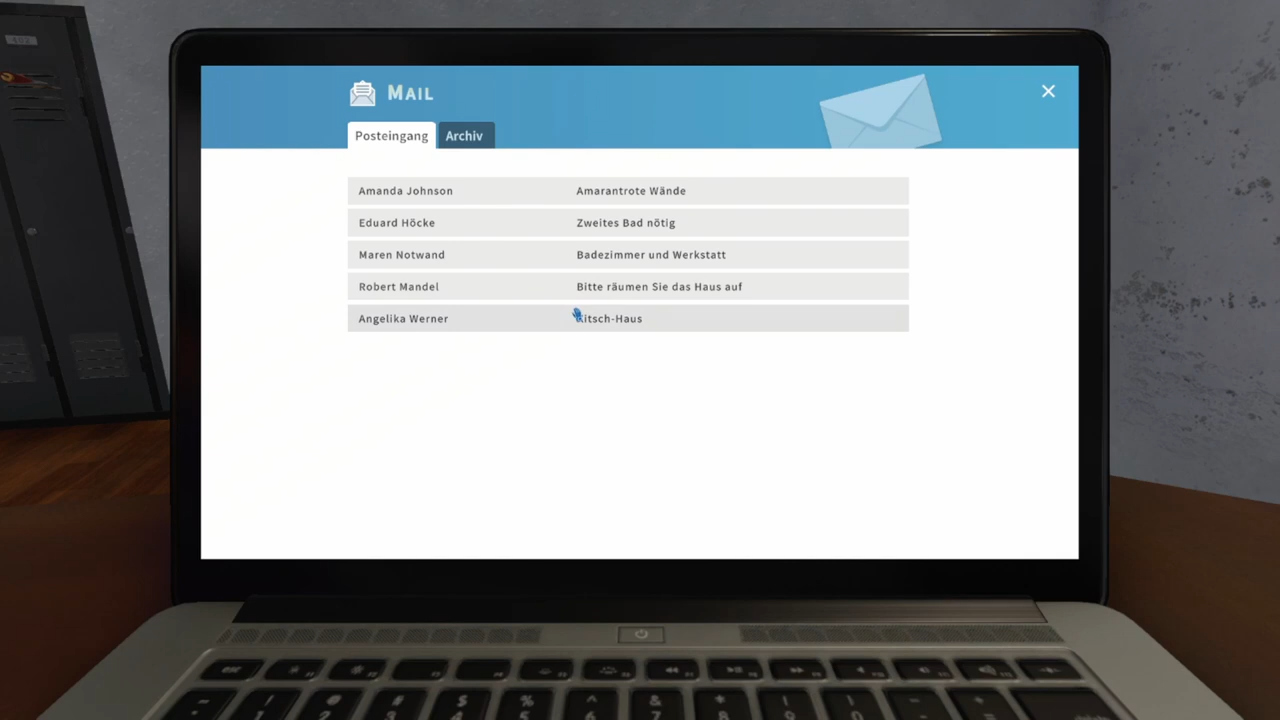 Mail
Posteingang Archiv
Amanda Johnson Amarantrote Wände
Eduard Höcke Zweites Bad nötig
Maren Notwand Badezimmer und Werkstatt
Robert Mandel Bitte räumen Sie das Haus auf
Angelika Werner Kitsch-Haus